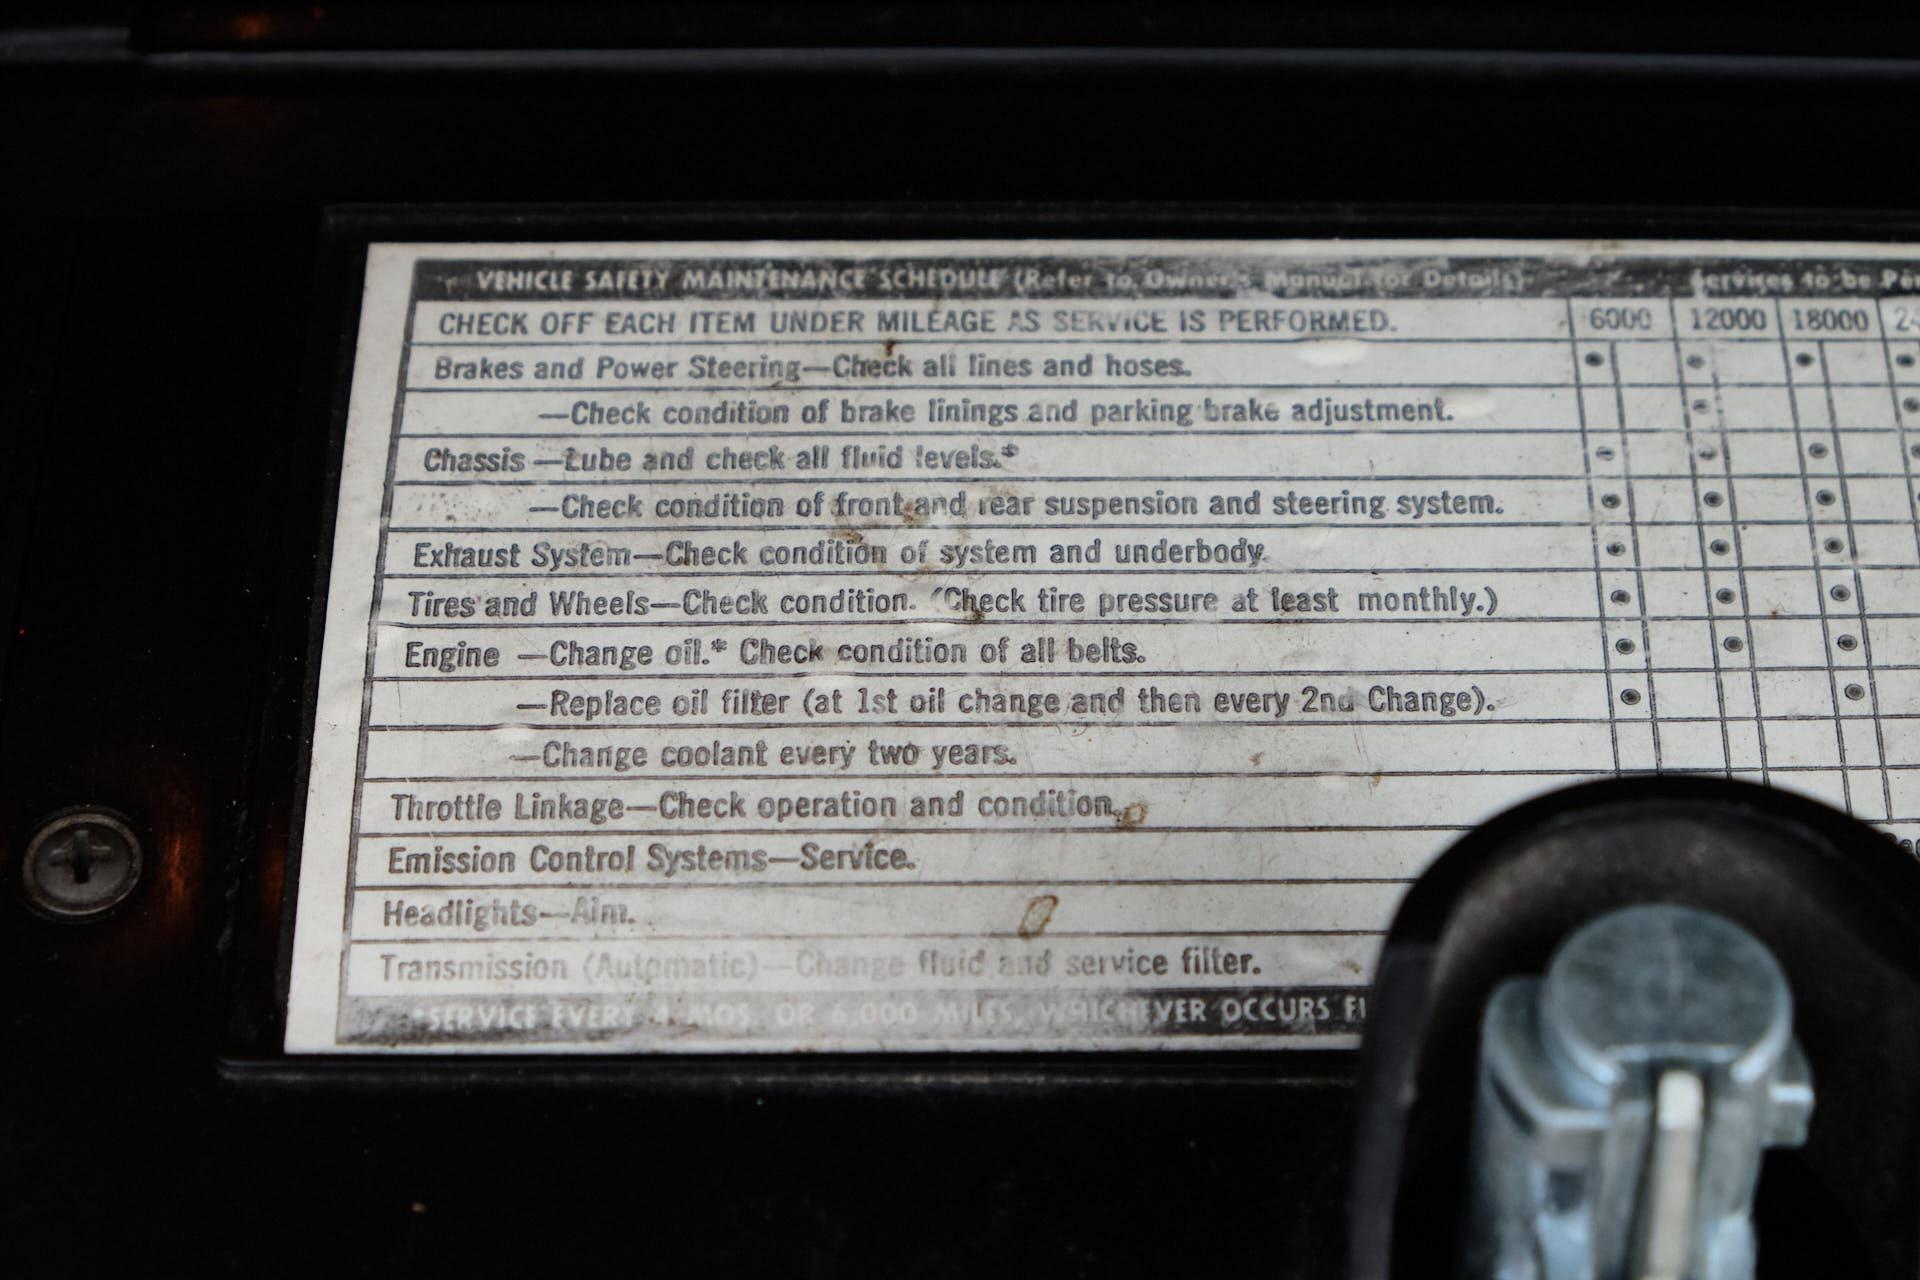 VEHICLE SAFETY MAINTENANCE SCHEDULE (Refer to Owner's Manual for Details) Services to be
CHECK OFF EACH ITEM UNDER MILEAGE AS SERVICE IS PERFORMED. 6000 12000 18000
Brakes and Power Steering—Check all lines and hoses.
—Check condition of brake linings and parking brake adjustment.
Chassis —Lube and check all fluid levels.*
—Check condition of front and rear suspension and steering system.
Exhaust System—Check condition of system and underbody.
Tires and Wheels—Check condition. (Check tire pressure at least monthly.)
Engine —Change oil.* Check condition of all belts.
—Replace oil filter (at 1st oil change and then every 2nd Change).
—Change coolant every two years.
Throttle Linkage—Check operation and condition.
Emission Control Systems—Service.
Headlights—Aim.
Transmission (Automatic)—Change fluid and service filter.
*SERVICE EVERY 4 MOS. OR 6,000 MILES, WHICHEVER OCCURS